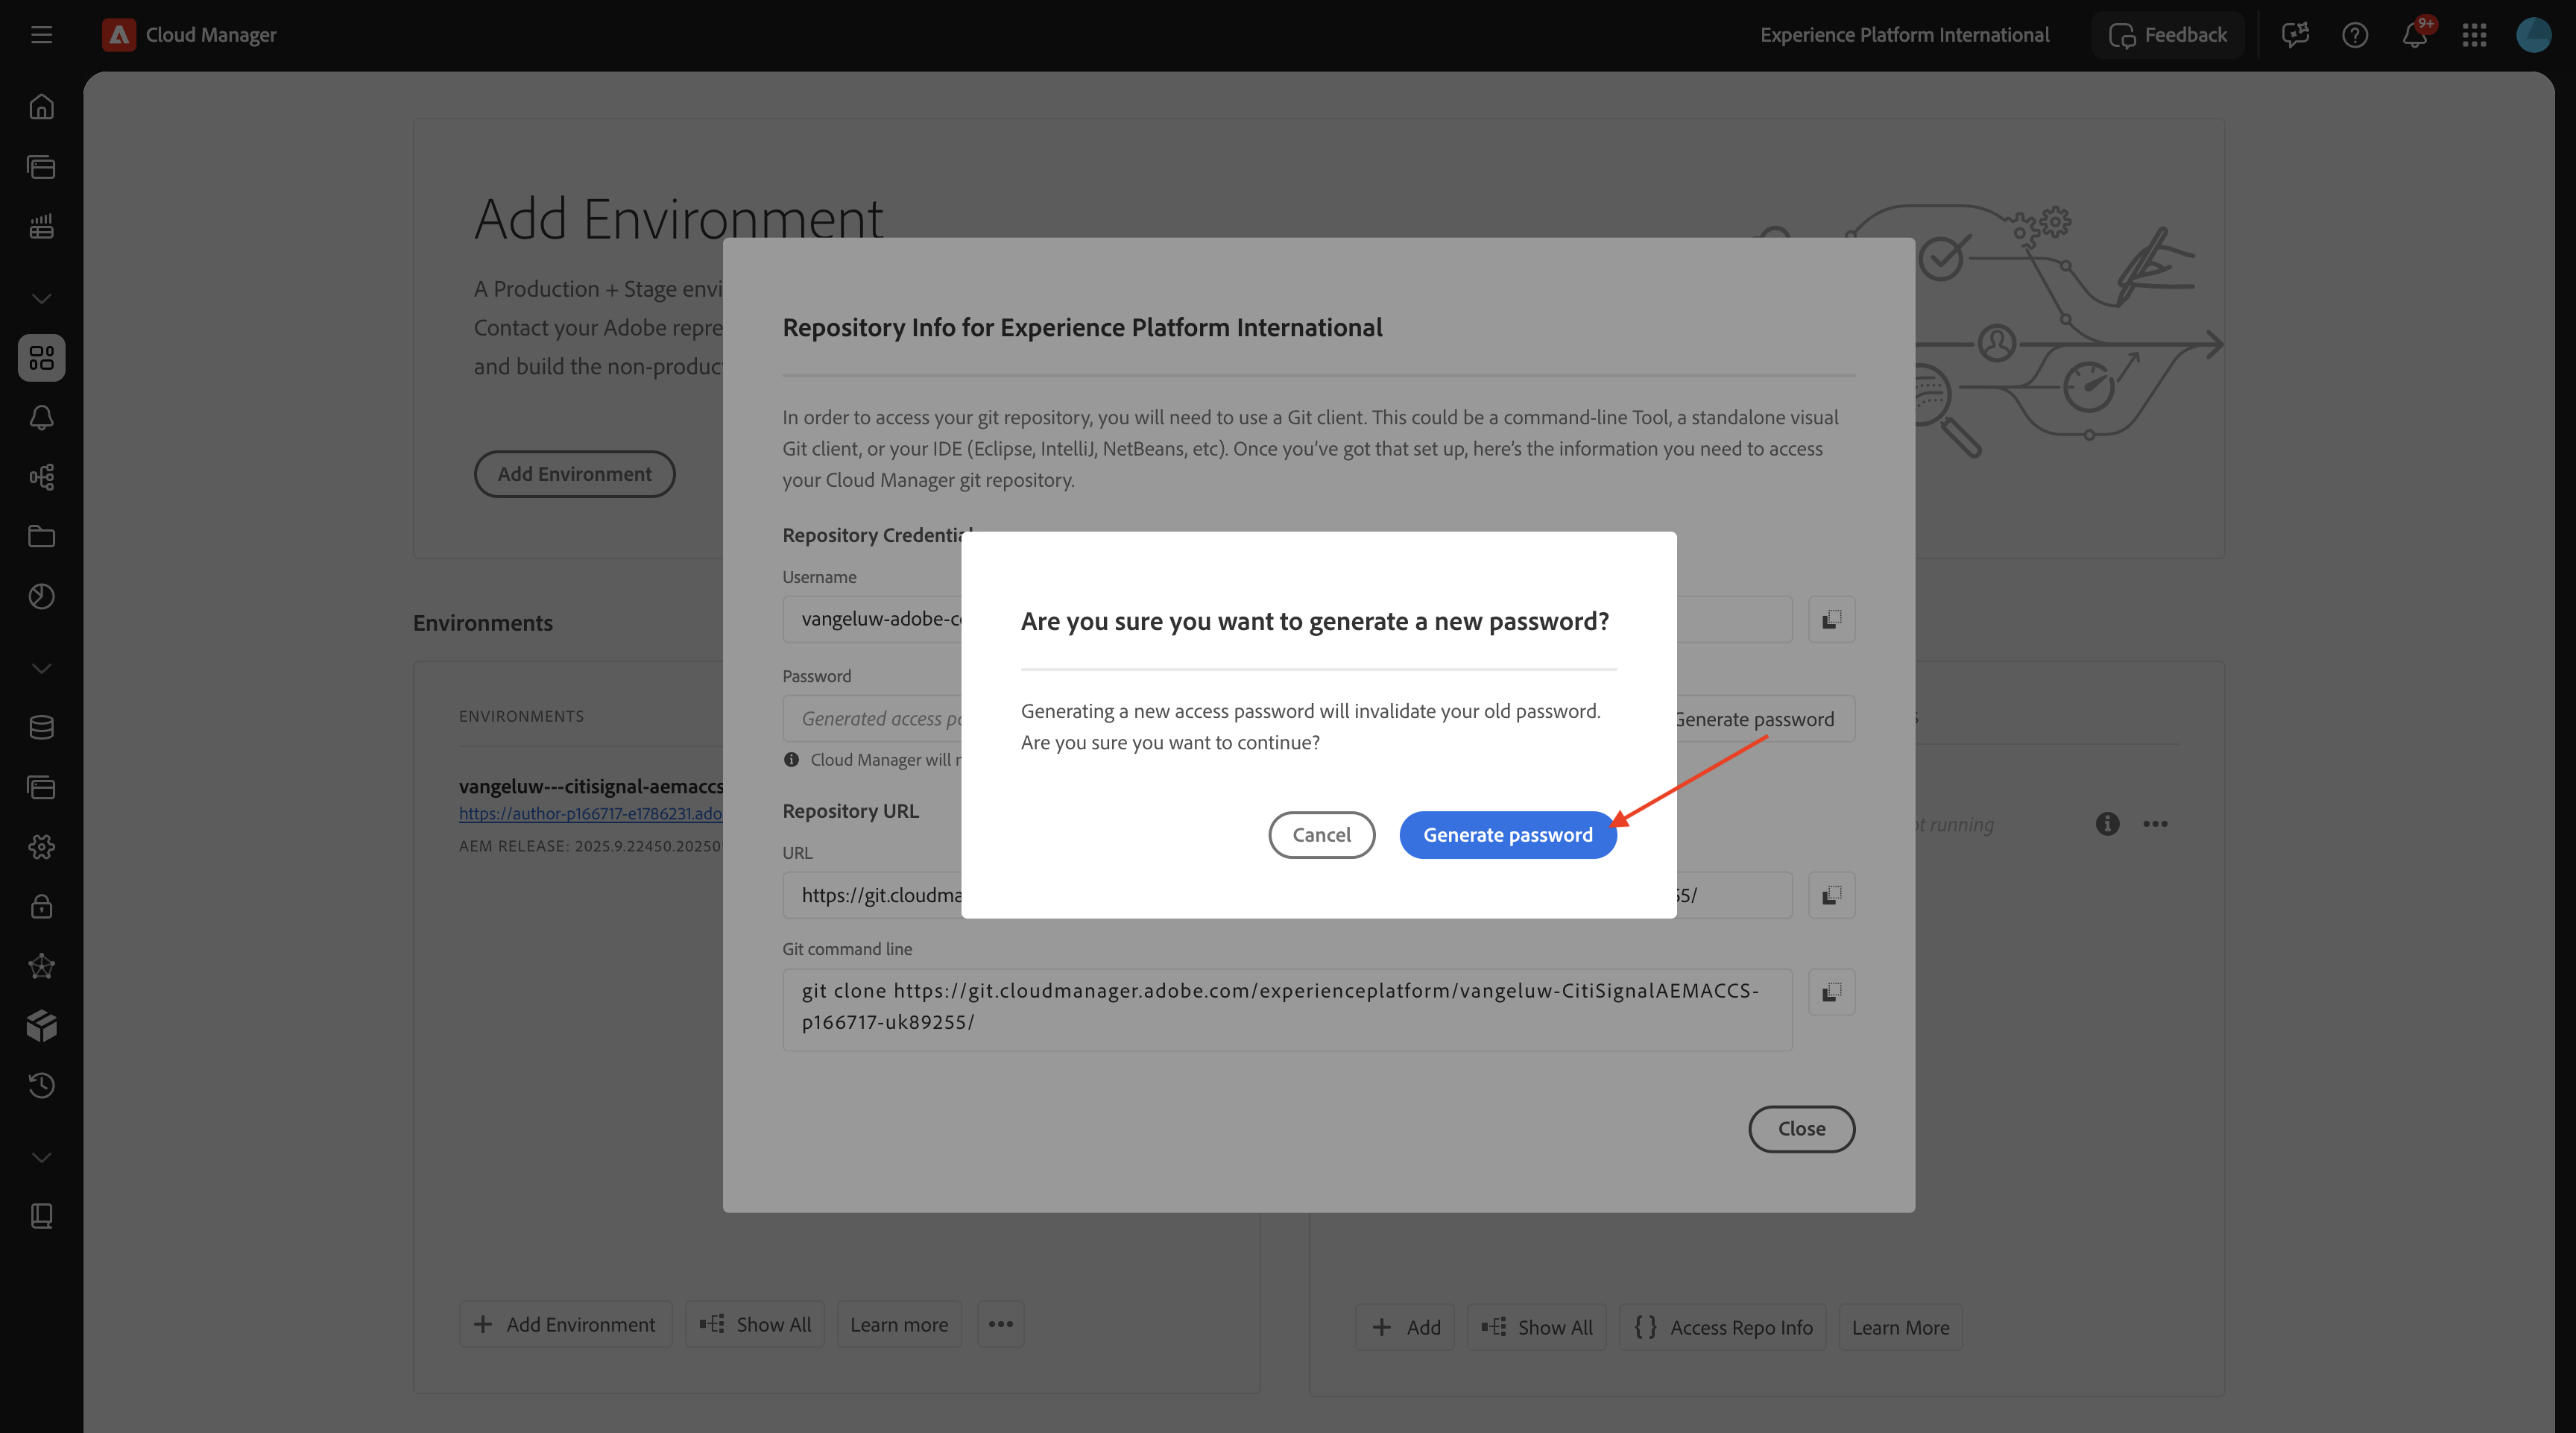 Cloud Manager
Experience Platform International
Feedback
9+
Add Environment
A Production + Stage envi
Contact your Adobe repre
and build the non-produc
Add Environment
Repository Info for Experience Platform International
In order to access your git repository, you will need to use a Git client. This could be a command-line Tool, a standalone visual
Git client, or your IDE (Eclipse, IntelliJ, NetBeans, etc). Once you've got that set up, here's the information you need to access
your Cloud Manager git repository.
Repository Credential
Username
vangeluw-adobe-c
Password
Generated access p
Generate password
Cloud Manager will
Are you sure you want to generate a new password?
Generating a new access password will invalidate your old password.
Are you sure you want to continue?
Cancel
Generate password
Repository URL
URL
https://git.cloudma
55/
Git command line
git clone https://git.cloudmanager.adobe.com/experienceplatform/vangeluw-CitiSignalAEMACCS-
p166717-uk89255/
Close
Environments
ENVIRONMENTS
vangeluw---citisignal-aemaccs
https://author-p166717-e1786231.ado
AEM RELEASE: 2025.9.22450.20250
running
Add Environment
Show All
Learn more
Add
Show All
Access Repo Info
Learn More